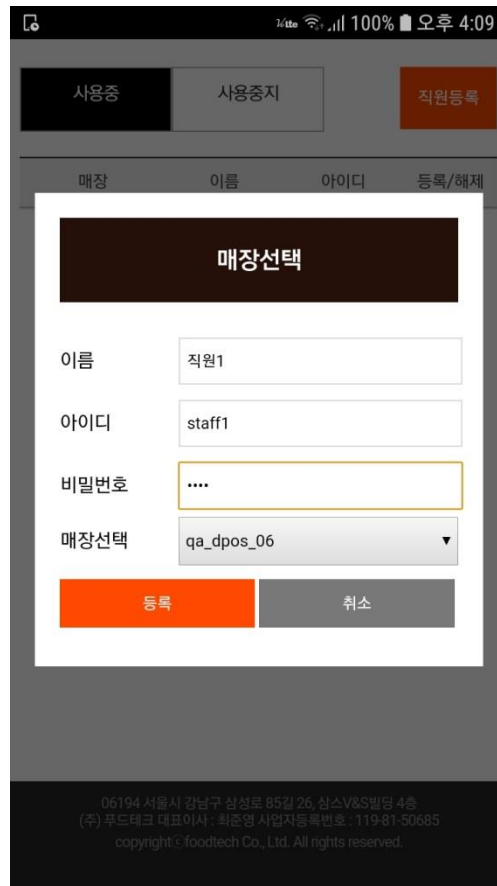 100% 오후 4:09
사용중 사용중지 직원등록
매장 이름 아이디 등록/해제
매장선택
이름 직원1
아이디 staff1
비밀번호 ••••
매장선택 qa_dpos_06
등록 취소
06194 서울시 강남구 삼성로 85길 26, 삼스V&S빌딩 4층
(주) 푸드테크 대표이사 : 최준영 사업자등록번호 : 119-81-50685
copyrightⓒfoodtech Co., Ltd. All rights reserved.